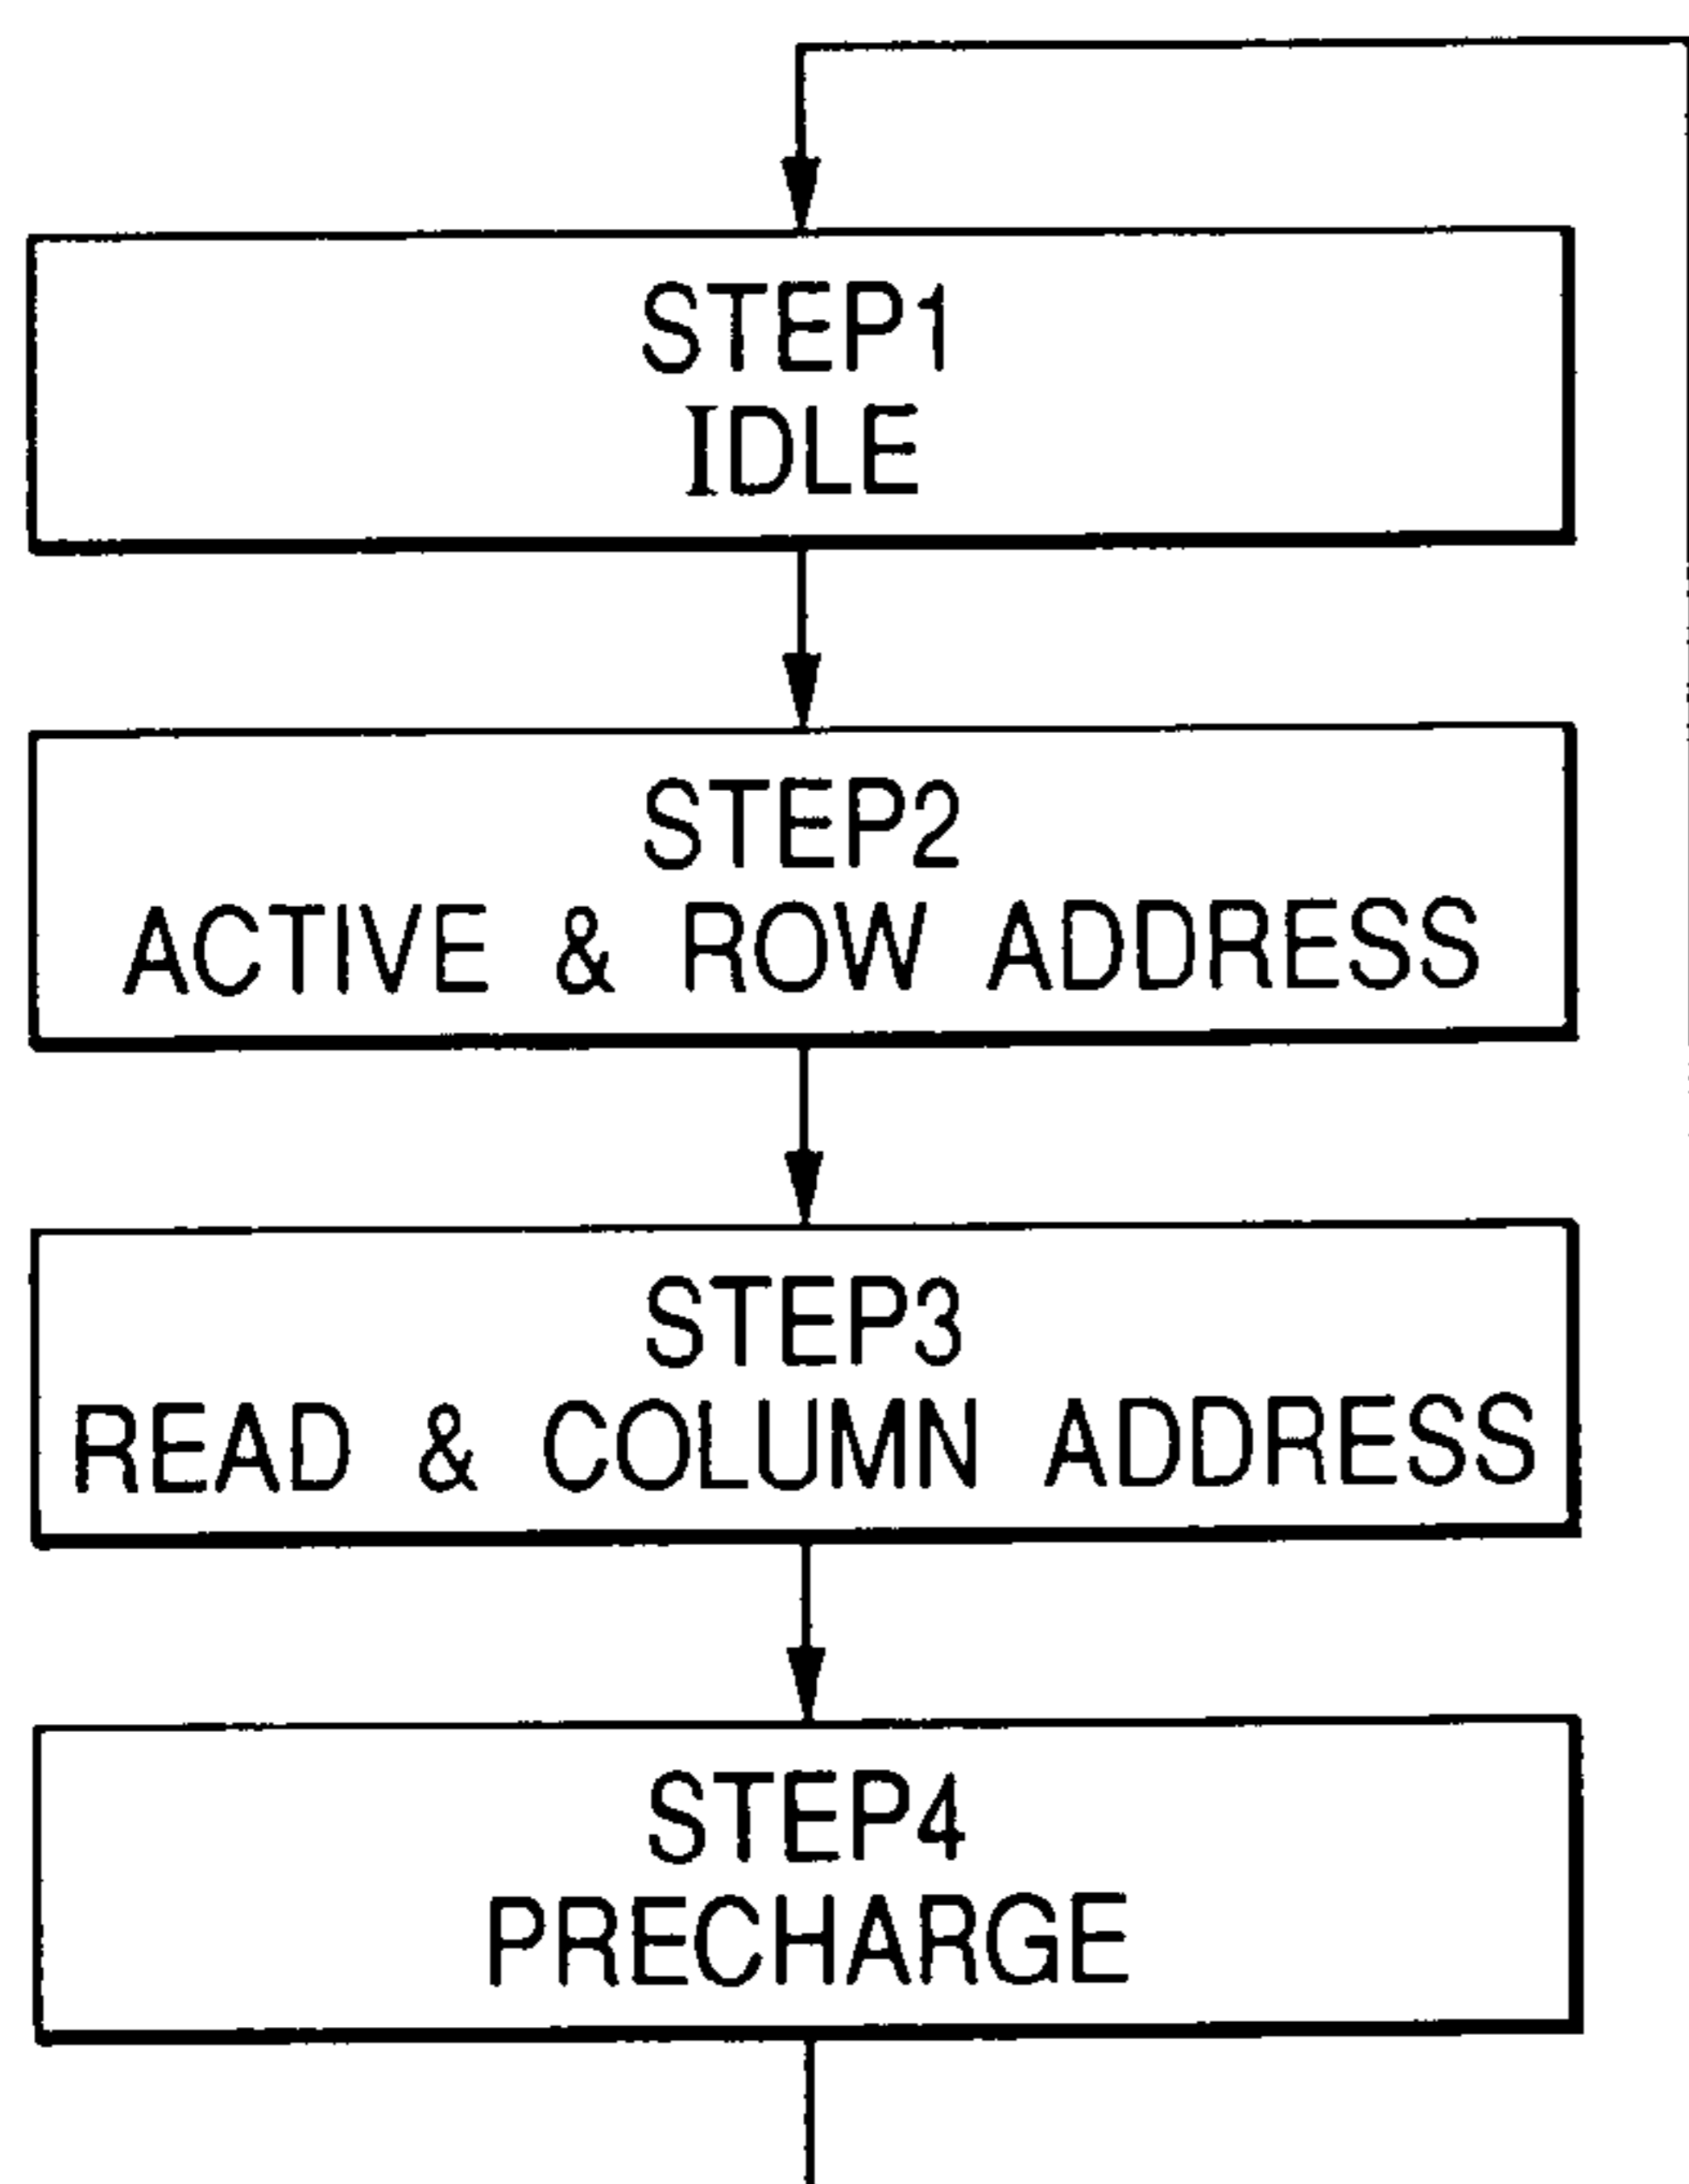 STEP1
IDLE
STEP2
ACTIVE & ROW ADDRESS
STEP3
READ & COLUMN ADDRESS
STEP4
PRECHARGE